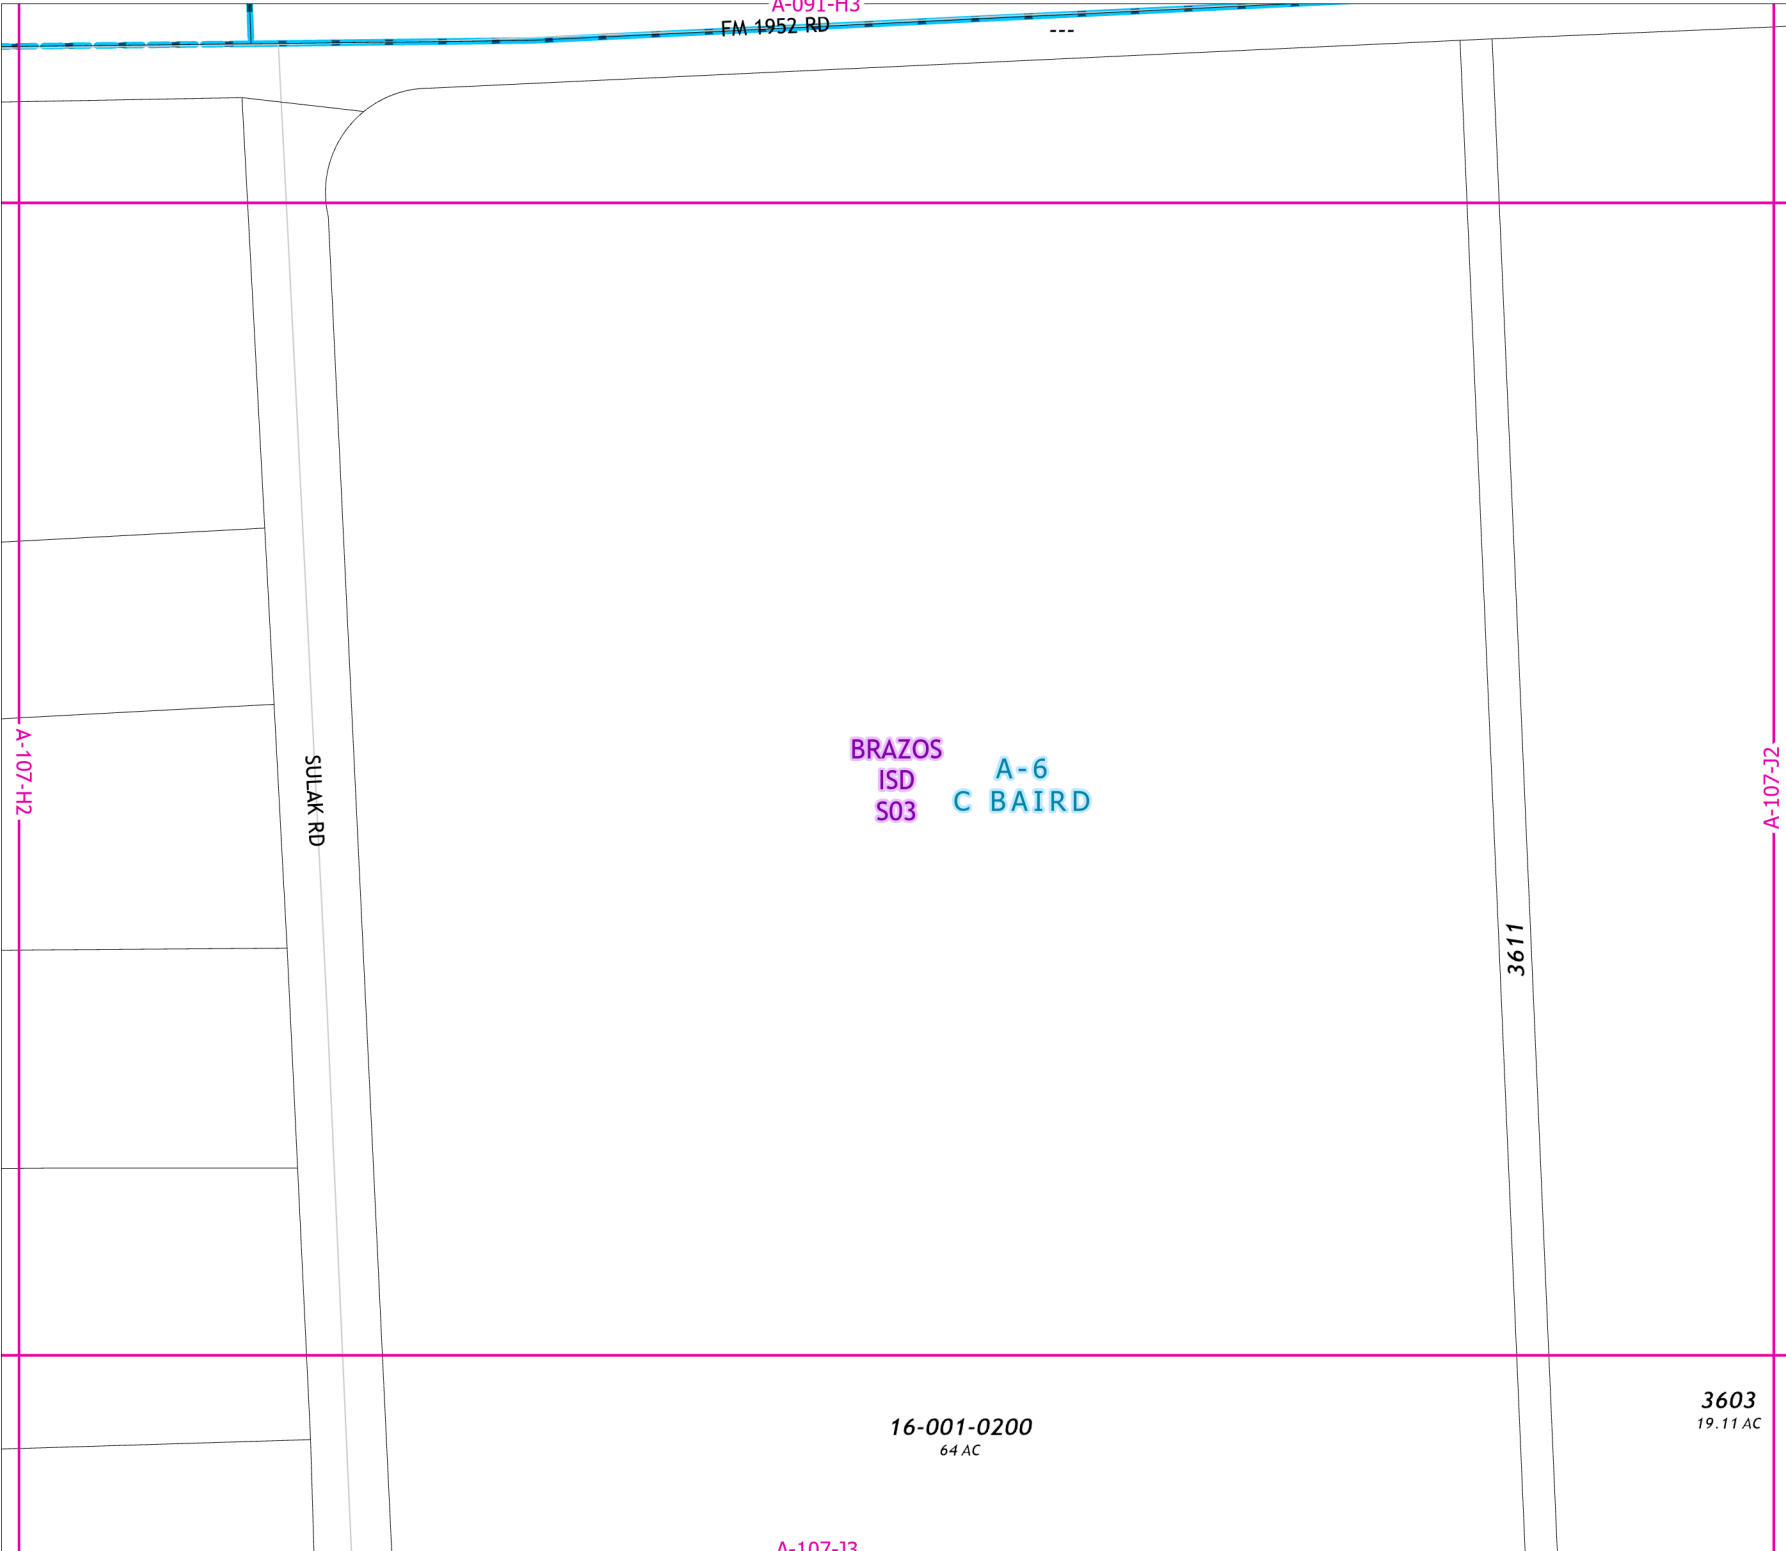 A-091-H3
FM 1952 RD
---
A-107-H2
SULAK RD
BRAZOS
ISD
S03
A-6
C BAIRD
A-107-J2
3611
3603
19.11 AC
16-001-0200
64 AC
A-107-J3